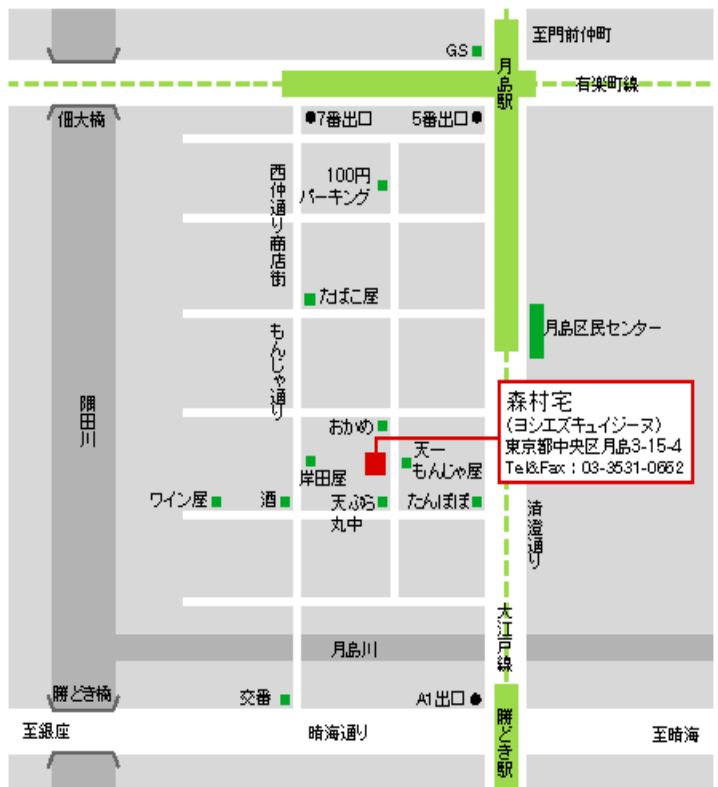 至門前仲町
GS
月島駅
有楽町線
佃大橋
7番出口
5番出口
西仲通り商店街
100円
パーキング
たばこ屋
もんじゃ通り
月島区民センター
隅田川
森村宅
(ヨシエズキュイジーヌ)
東京都中央区月島3-15-4
Tel&Fax:03-3531-0662
おかめ
天一
もんじゃ屋
岸田屋
ワイン屋
酒
天ぷら
丸中
たんぽぽ
清澄通り
大江戸線
月島川
勝どき橋
交番
A1出口
勝どき駅
至銀座
晴海通り
至晴海